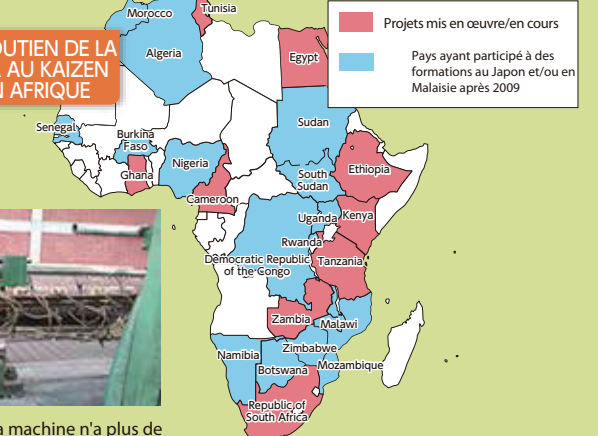 OUTIEN DE LA
AU KAIZEN
AFRIQUE
Projets mis en œuvre/en cours
Pays ayant participé à des
formations au Japon et/ou en
Malaisie après 2009
Morocco
Tunisia
Algeria
Egypt
Senegal
Burkina
Faso
Sudan
Nigeria
Ghana
Ethiopia
South
Sudan
Cameroon
Uganda
Kenya
Rwanda
Democratic Republic
of the Congo
Tanzania
Zambia
Malawi
Zimbabwe
Namibia
Botswana
Mozambique
Republic of
South Africa
a machine n'a plus de